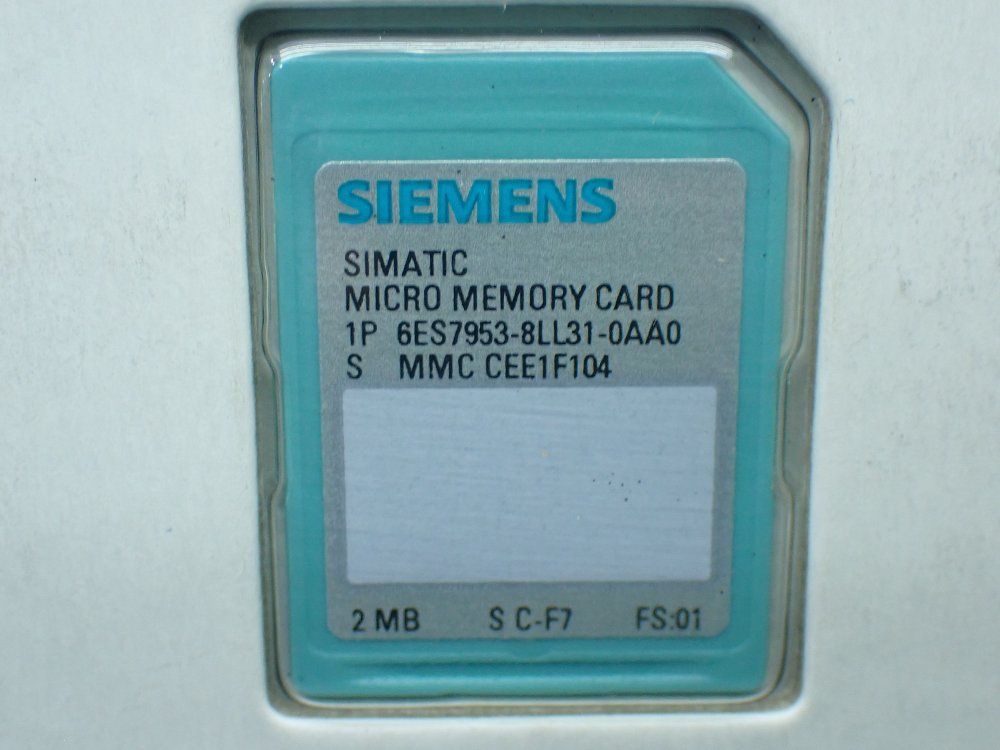 SIEMENS
SIMATIC
MICRO MEMORY CARD
1P 6ES7953-8LL31-0AA0
S MMC CEE1F104
2 MB S C-F7 FS:01